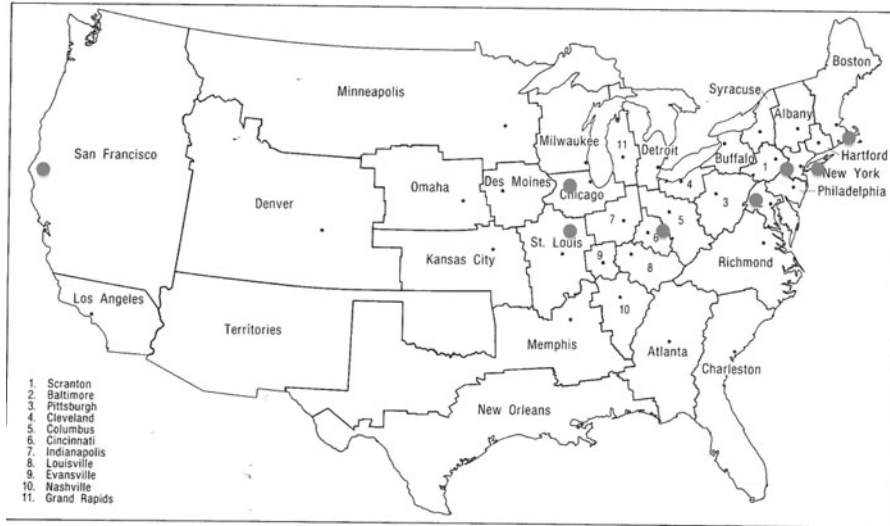 Boston
Minneapolis
Syracuse
Albany
Milwaukee
11
Detroit
Buffalo
San Francisco
1
Hartford
New York
Philadelphia
Omaha
Des Moines
Chicago
4
3
Denver
5
7
St. Louis
6
Kansas City
9
8
Richmond
Los Angeles
10
Territories
Memphis
Atlanta
Charleston
New Orleans
1. Scranton
2. Baltimore
3. Pittsburgh
4. Cleveland
5. Columbus
6. Cincinnati
7. Indianapolis
8. Louisville
9. Evansville
10. Nashville
11. Grand Rapids